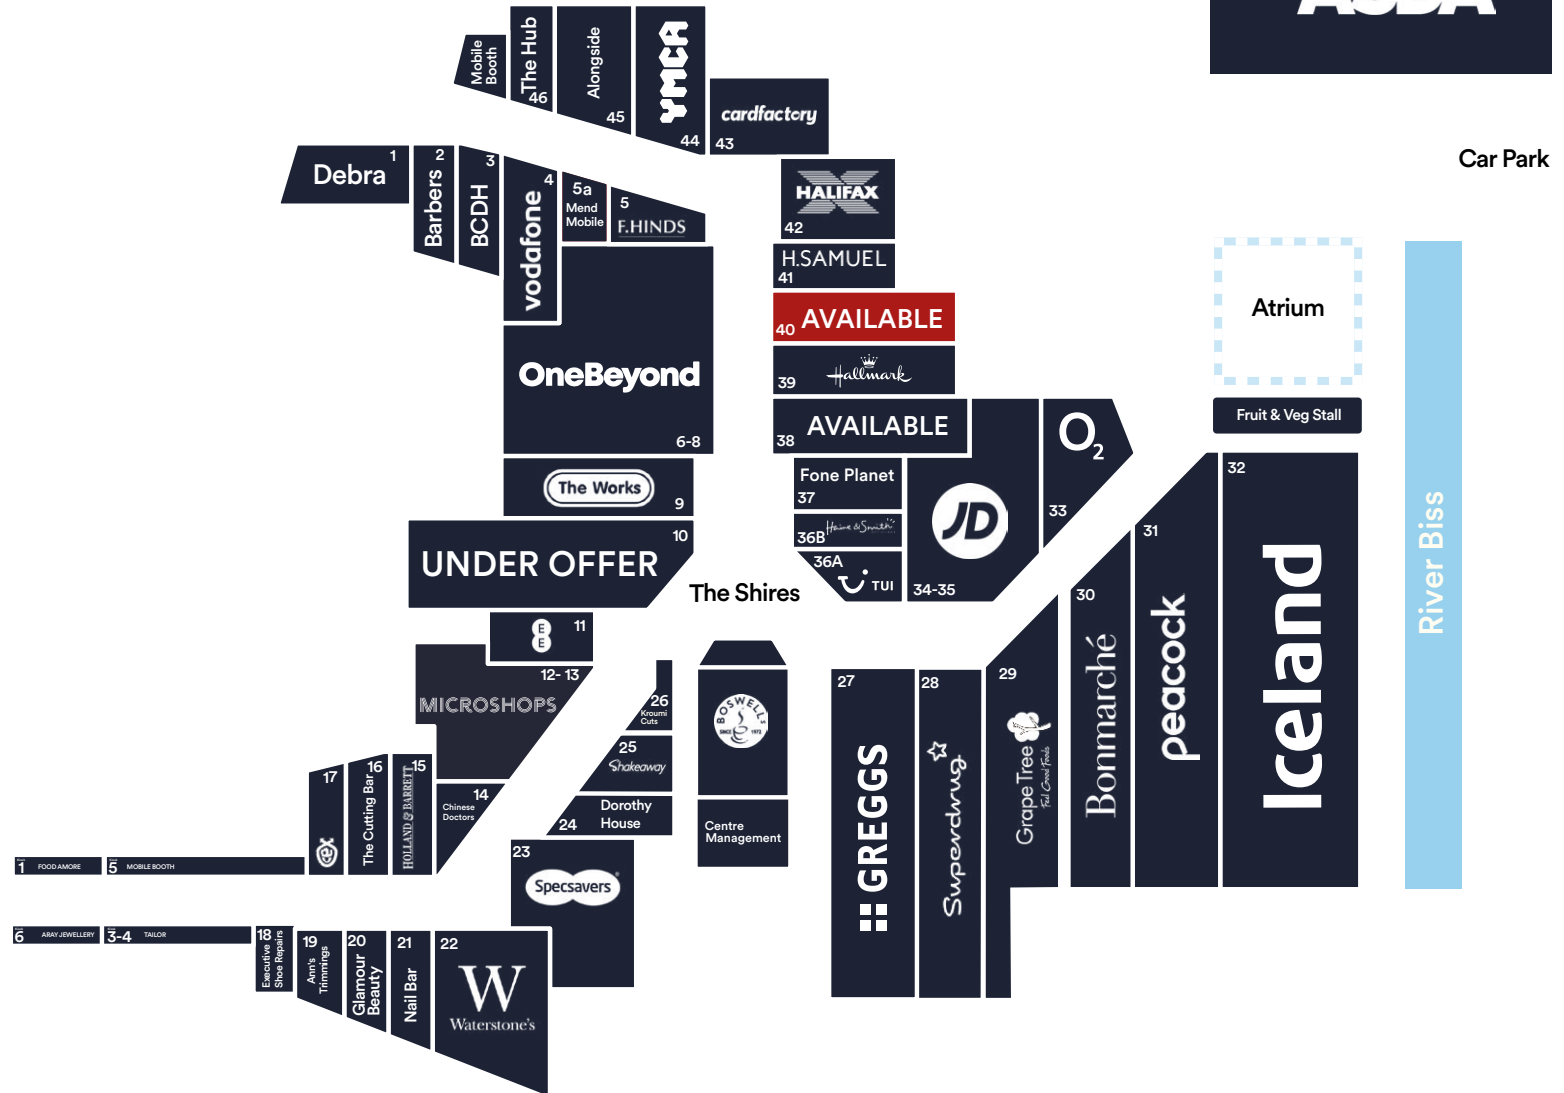 ASDA
Car Park
Mobile
Booth
The Hub
46
Alongside
45
YMCA
44
cardfactory
43
1
Debra
2
Barbers
3
BCDH
4
vodafone
5a
Mend
Mobile
5
F.HINDS
HALIFAX
42
H.SAMUEL
41
40 AVAILABLE
39 Hallmark
38 AVAILABLE
OneBeyond
6-8
The Works
9
10
UNDER OFFER
Fone Planet
37
36B Haine & Smith
36A
TUI
JD
34-35
O2
33
Atrium
Fruit & Veg Stall
River Biss
32
Iceland
31
peacock
30
Bonmarché
29
Grape Tree
Feel Good Foods
28
Superdrug
27
GREGGS
The Shires
E
E
11
12- 13
MICROSHOPS
26
Kroumi
Cuts
25
Shakeaway
24
Dorothy
House
BOSWELLS
SINCE 1972
Centre
Management
17
16
The Cutting Bar
15
HOLLAND & BARRETT
14
Chinese
Doctors
1 FOOD AMORE
5 MOBILE BOOTH
23
Specsavers
6 ARAY JEWELLERY
3-4 TAILOR
18
Executive
Shoe Repairs
19
Ann's
Trimmings
20
Glamour
Beauty
21
Nail Bar
22
W
Waterstone's